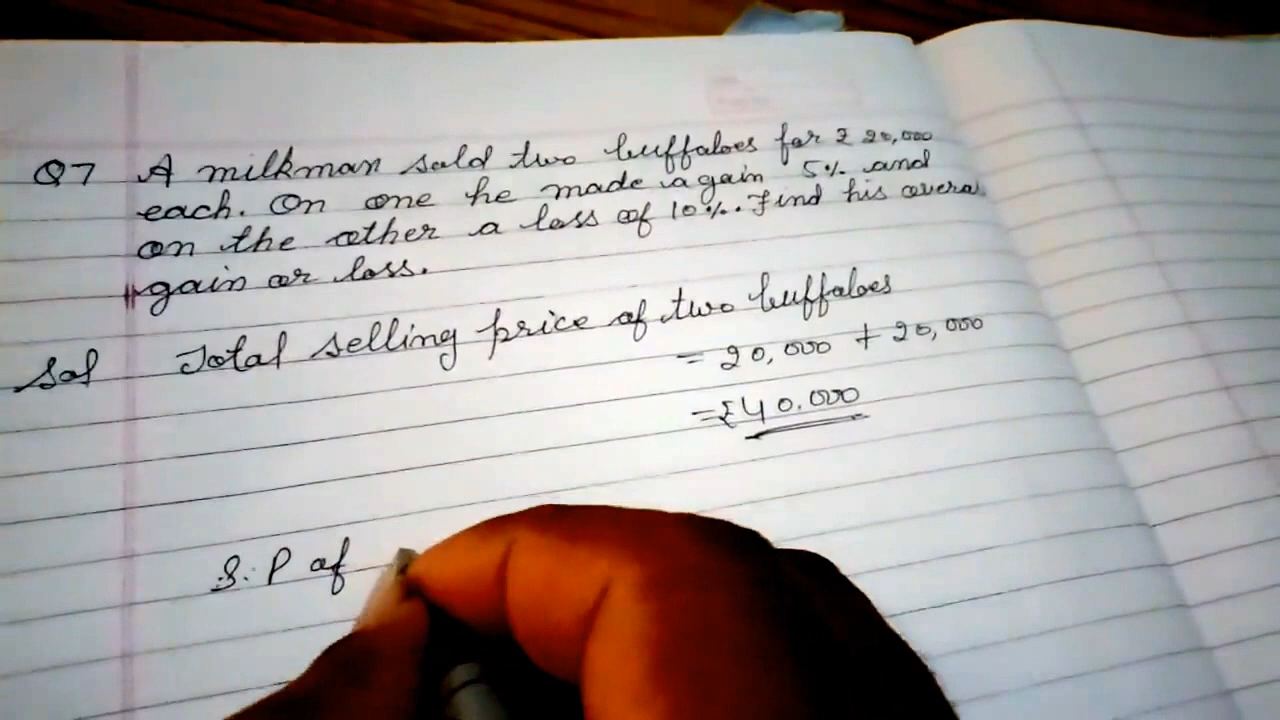 Q7 A milkman sold two buffaloes for ₹ 20,000
each. On one he made a gain 5% and
on the other a loss of 10%. Find his overal
gain or loss.
Sol Total selling price of two buffaloes
= 20,000 + 20,000
= ₹ 40.000
S.P of